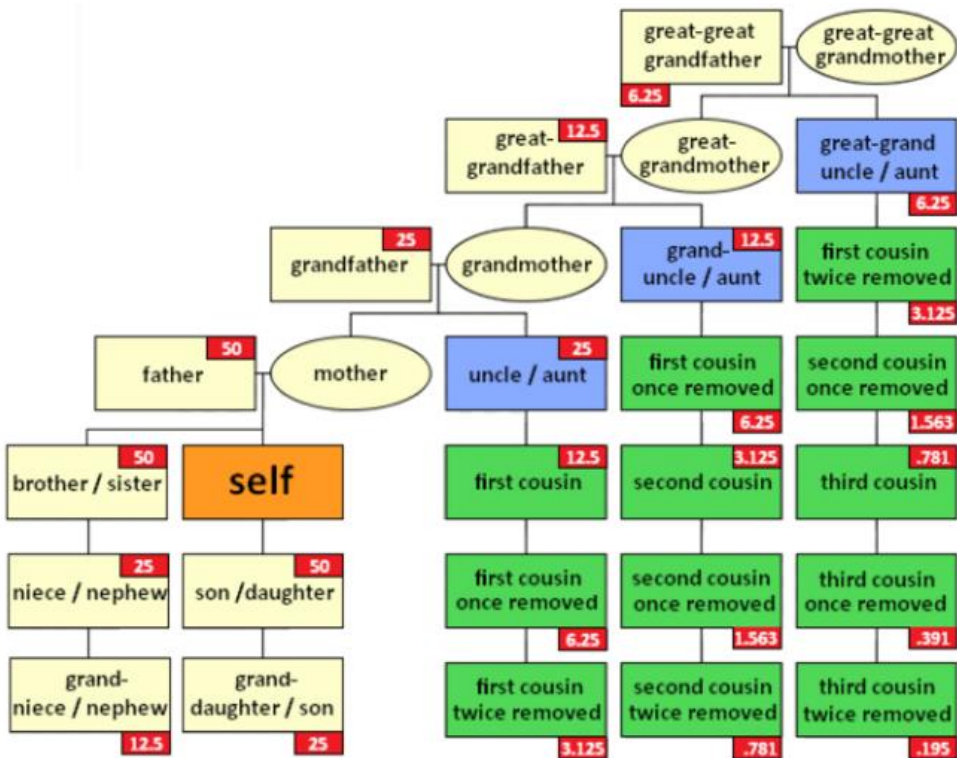 great-great
grandfather
6.25
great-great
grandmother
great-
grandfather
12.5
great-
grandmother
great-grand
uncle / aunt
6.25
grandfather
25
grandmother
grand-
uncle / aunt
12.5
first cousin
twice removed
3.125
father
50
mother
uncle / aunt
25
first cousin
once removed
6.25
second cousin
once removed
1.563
brother / sister
50
self
first cousin
12.5
second cousin
3.125
third cousin
.781
niece / nephew
25
son /daughter
50
first cousin
once removed
6.25
second cousin
once removed
1.563
third cousin
once removed
.391
grand-
niece / nephew
12.5
grand-
daughter / son
25
first cousin
twice removed
3.125
second cousin
twice removed
.781
third cousin
twice removed
.195